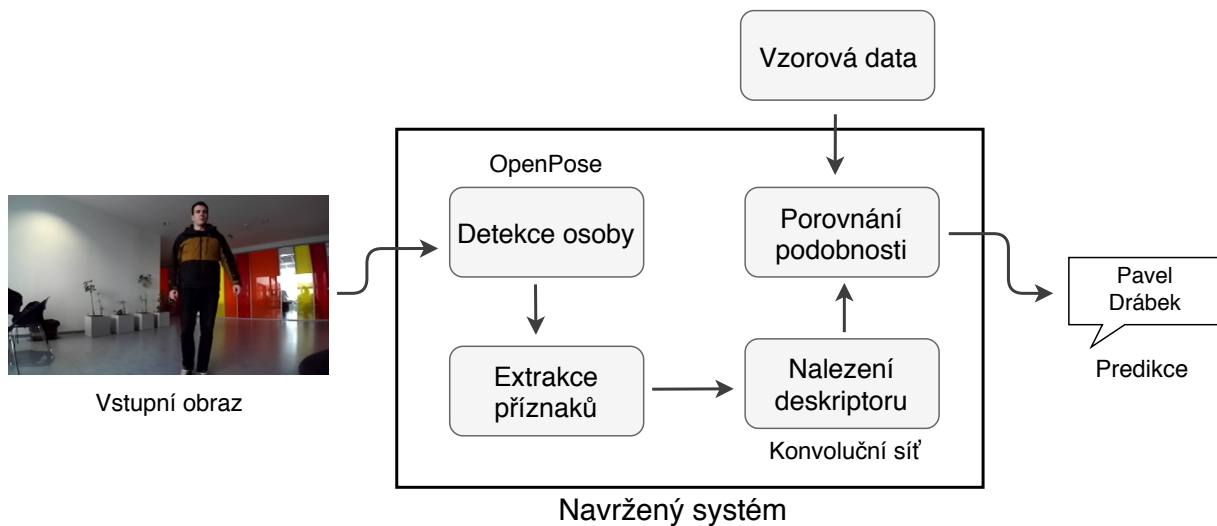 Vzorová data
OpenPose
Detekce osoby
Porovnání
podobnosti
Pavel
Drábek
Extrakce
příznaků
Nalezení
deskriptoru
Predikce
Vstupní obraz
Konvoluční síť
Navržený systém